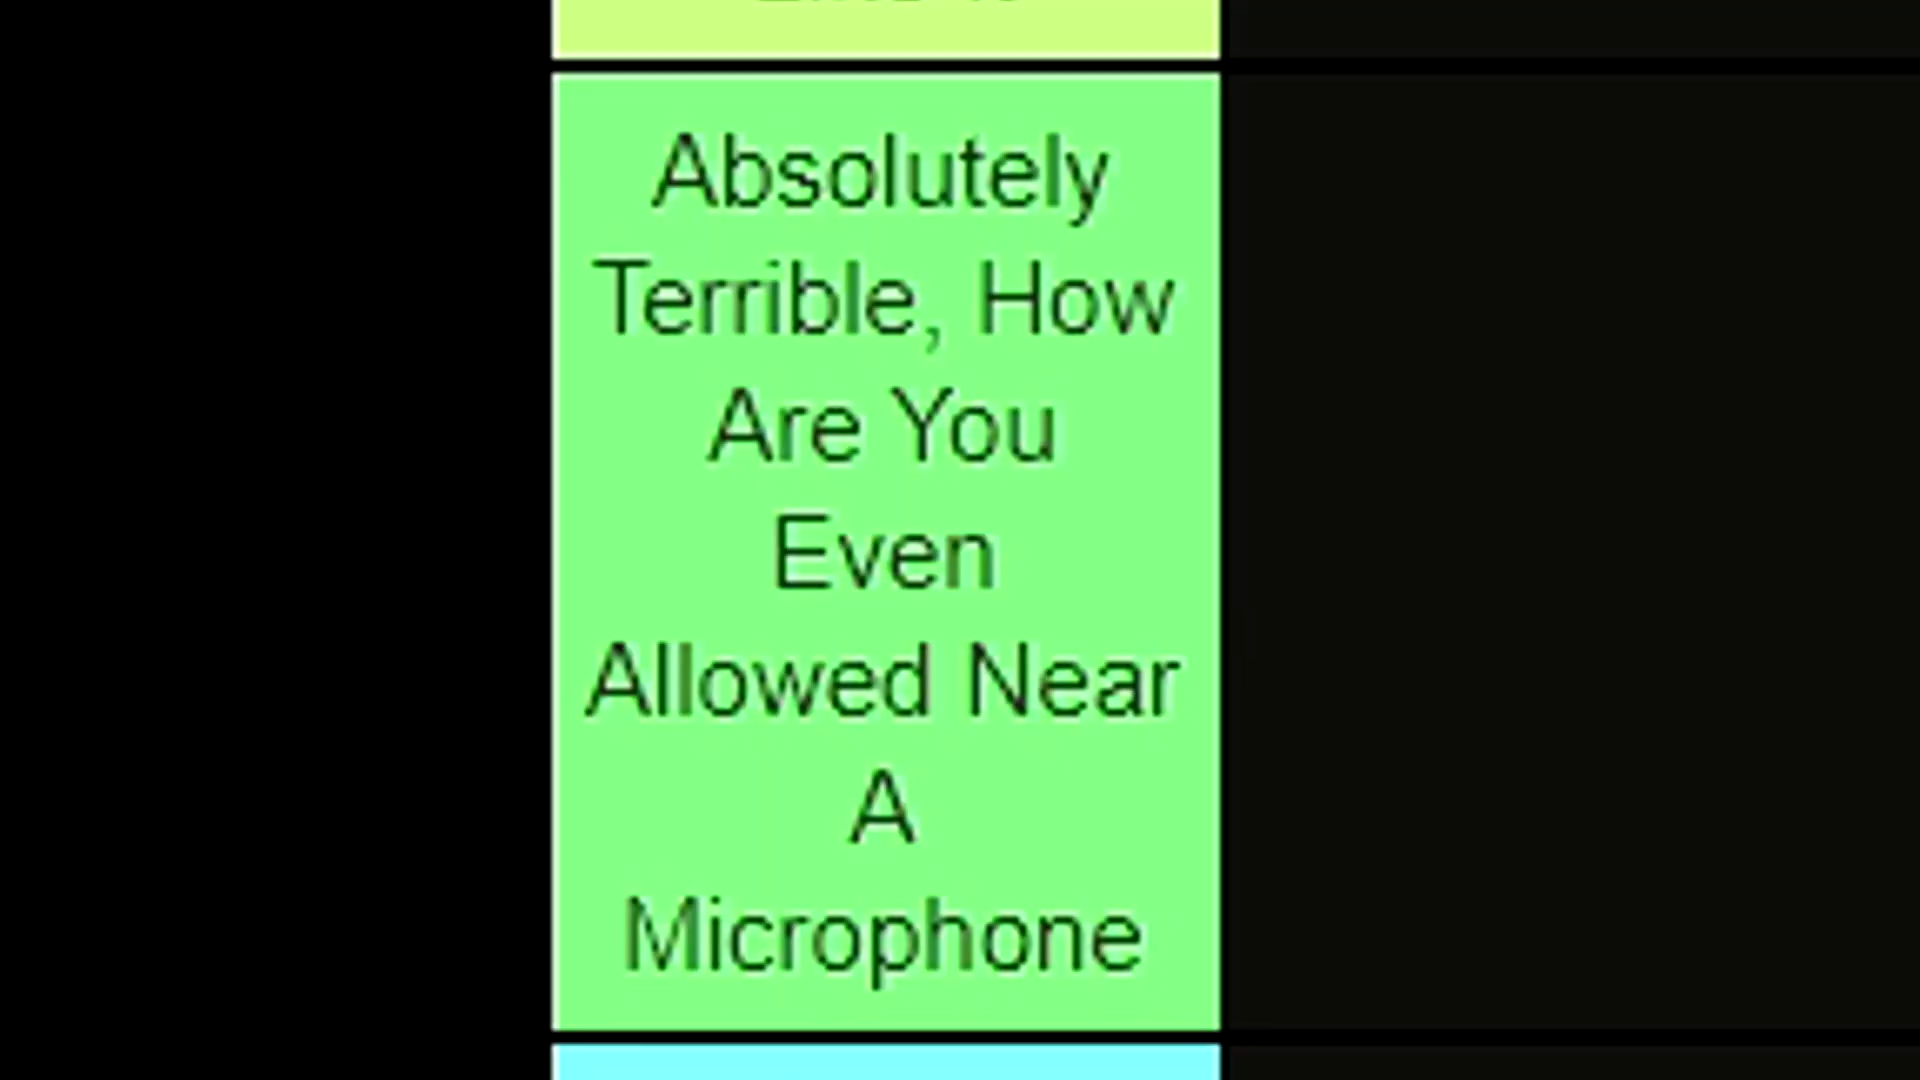 Absolutely
Terrible, How
Are You
Even
Allowed Near
A
Microphone